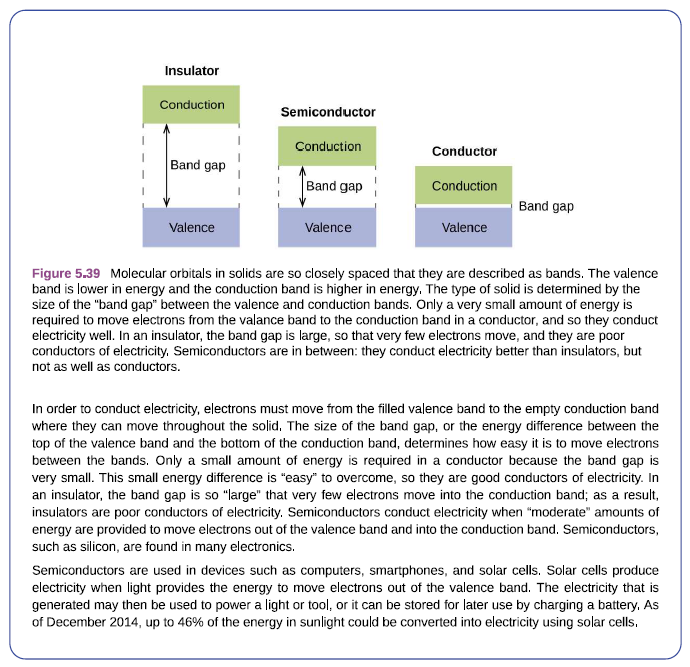 Insulator
Conduction
Semiconductor
Conduction
Conductor
Band gap
Band gap
Conduction
Band gap
Valence
Valence
Valence
Figure 5.39 Molecular orbitals in solids are so closely spaced that they are described as bands. The valence
band is lower in energy and the conduction band is higher in energy. The type of solid is determined by the
size of the “band gap” between the valence and conduction bands. Only a very small amount of energy is
required to move electrons from the valance band to the conduction band in a conductor, and so they conduct
electricity well. In an insulator, the band gap is large, so that very few electrons move, and they are poor
conductors of electricity. Semiconductors are in between: they conduct electricity better than insulators, but
not as well as conductors.
In order to conduct electricity, electrons must move from the filled valence band to the empty conduction band
where they can move throughout the solid. The size of the band gap, or the energy difference between the
top of the valence band and the bottom of the conduction band, determines how easy it is to move electrons
between the bands. Only a small amount of energy is required in a conductor because the band gap is
very small. This small energy difference is “easy” to overcome, so they are good conductors of electricity. In
an insulator, the band gap is so “large” that very few electrons move into the conduction band; as a result,
insulators are poor conductors of electricity. Semiconductors conduct electricity when “moderate” amounts of
energy are provided to move electrons out of the valence band and into the conduction band. Semiconductors,
such as silicon, are found in many electronics.
Semiconductors are used in devices such as computers, smartphones, and solar cells. Solar cells produce
electricity when light provides the energy to move electrons out of the valence band. The electricity that is
generated may then be used to power a light or tool, or it can be stored for later use by charging a battery. As
of December 2014, up to 46% of the energy in sunlight could be converted into electricity using solar cells.